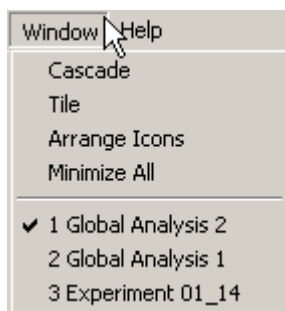 Window Help
Cascade
Tile
Arrange Icons
Minimize All
✔ 1 Global Analysis 2
2 Global Analysis 1
3 Experiment 01_14